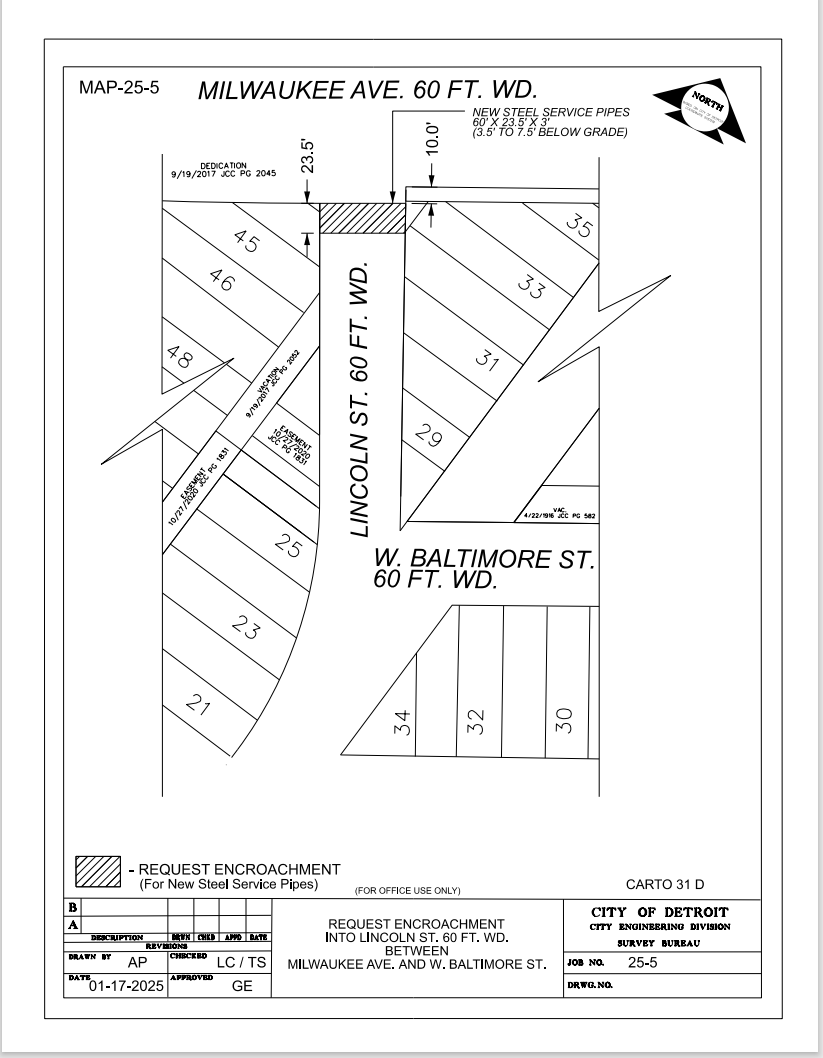 MAP-25-5
MILWAUKEE AVE. 60 FT. WD.
NORTH
NEW STEEL SERVICE PIPES
60' X 23.5' X 3'
(3.5' TO 7.5' BELOW GRADE)
23.5'
10.0'
DEDICATION
9/19/2017 JCC PG 2045
45
46
48
35
33
31
29
VACATION
9/19/2017 JCC PG 2052
EASEMENT
10/27/2020
JCC PG 1831
EASEMENT
10/27/2020 JCC PG 1831
LINCOLN ST. 60 FT. WD.
VAC.
4/22/1916 JCC PG 582
W. BALTIMORE ST.
60 FT. WD.
25
23
21
34
32
30
- REQUEST ENCROACHMENT
(For New Steel Service Pipes)
(FOR OFFICE USE ONLY)
CARTO 31 D
B
A
DESCRIPTION DRWN CHKD APPD DATE
REVISIONS
DRAWN BY AP
CHECKED LC / TS
DATE 01-17-2025
APPROVED GE
REQUEST ENCROACHMENT
INTO LINCOLN ST. 60 FT. WD.
BETWEEN
MILWAUKEE AVE. AND W. BALTIMORE ST.
CITY OF DETROIT
CITY ENGINEERING DIVISION
SURVEY BUREAU
JOB NO. 25-5
DRWG. NO.